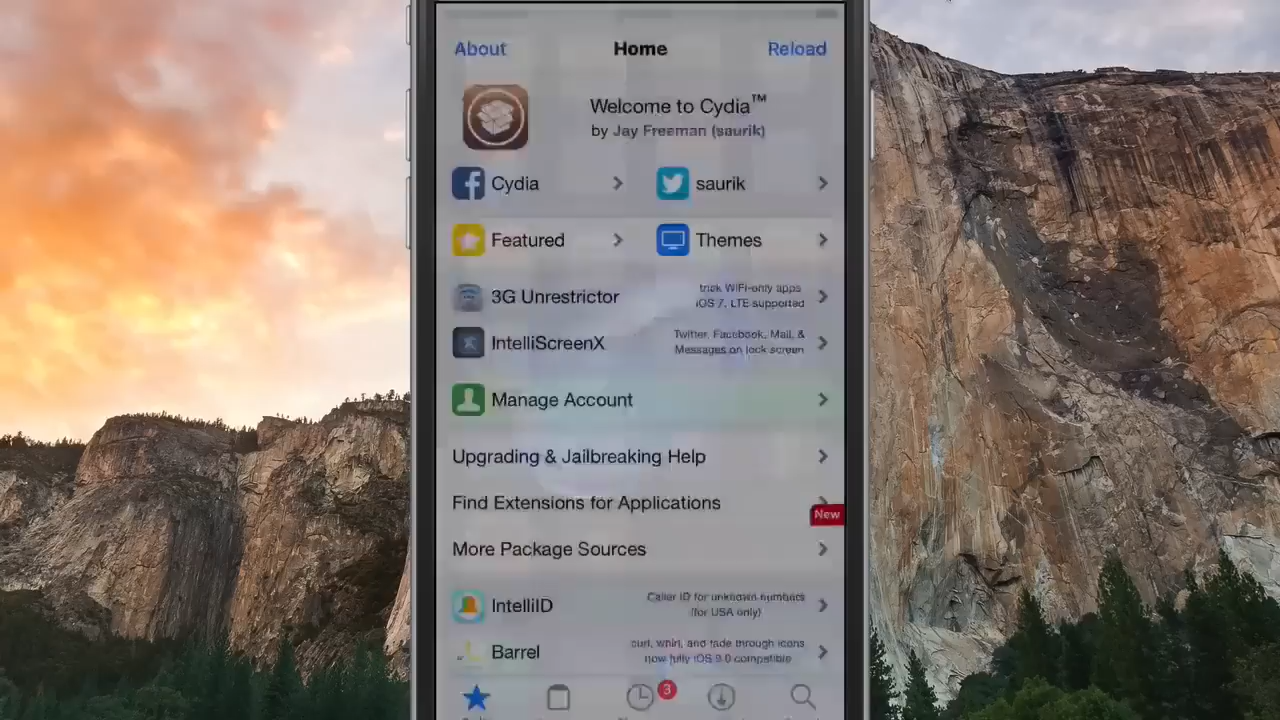 About Home Reload
Welcome to Cydia™
by Jay Freeman (saurik)
Cydia saurik
Featured Themes
3G Unrestrictor
trick WiFi-only apps
iOS 7, LTE supported
IntelliScreenX
Twitter, Facebook, Mail, &
Messages on lock screen
Manage Account
Upgrading & Jailbreaking Help
Find Extensions for Applications
New
More Package Sources
IntelliID
Caller ID for unknown numbers
(for USA only)
Barrel
curl, whirl, and fade through icons
now fully iOS 9.0 compatible
3